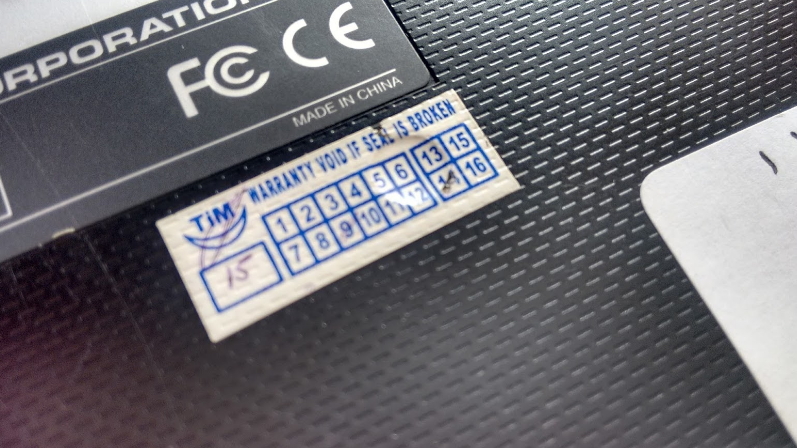 ORPORATION
FC CE
MADE IN CHINA
WARRANTY VOID IF SEAL IS BROKEN
TJM
1 2 3 4 5 6 13 15
7 8 9 10 11 12 14 16
15